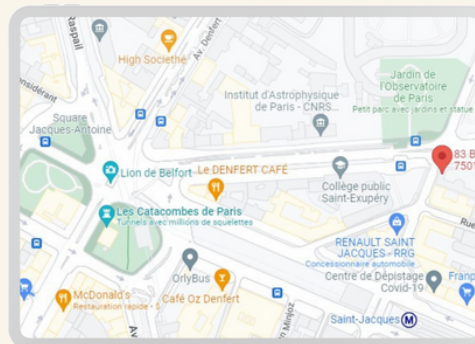 Raspail
High Societhé
Av. Denfert
Institut d'Astrophysique
de Paris - CNRS...
Jardin de
l'Observatoire
de Paris
Petit parc avec jardins et statue
Square
Jacques-Antoine
Lion de Belfort
Le DENFERT CAFÉ
83 B
Collège public
Saint-Exupéry
Les Catacombes de Paris
Tunnels avec millions de squelettes
Rue
RENAULT SAINT
JACQUES - RRG
Concessionnaire automobile
OrlyBus
Centre de Dépistage
Covid-19
McDonald's
Restauration rapide - $
Café Oz Denfert
Saint-Jacques M